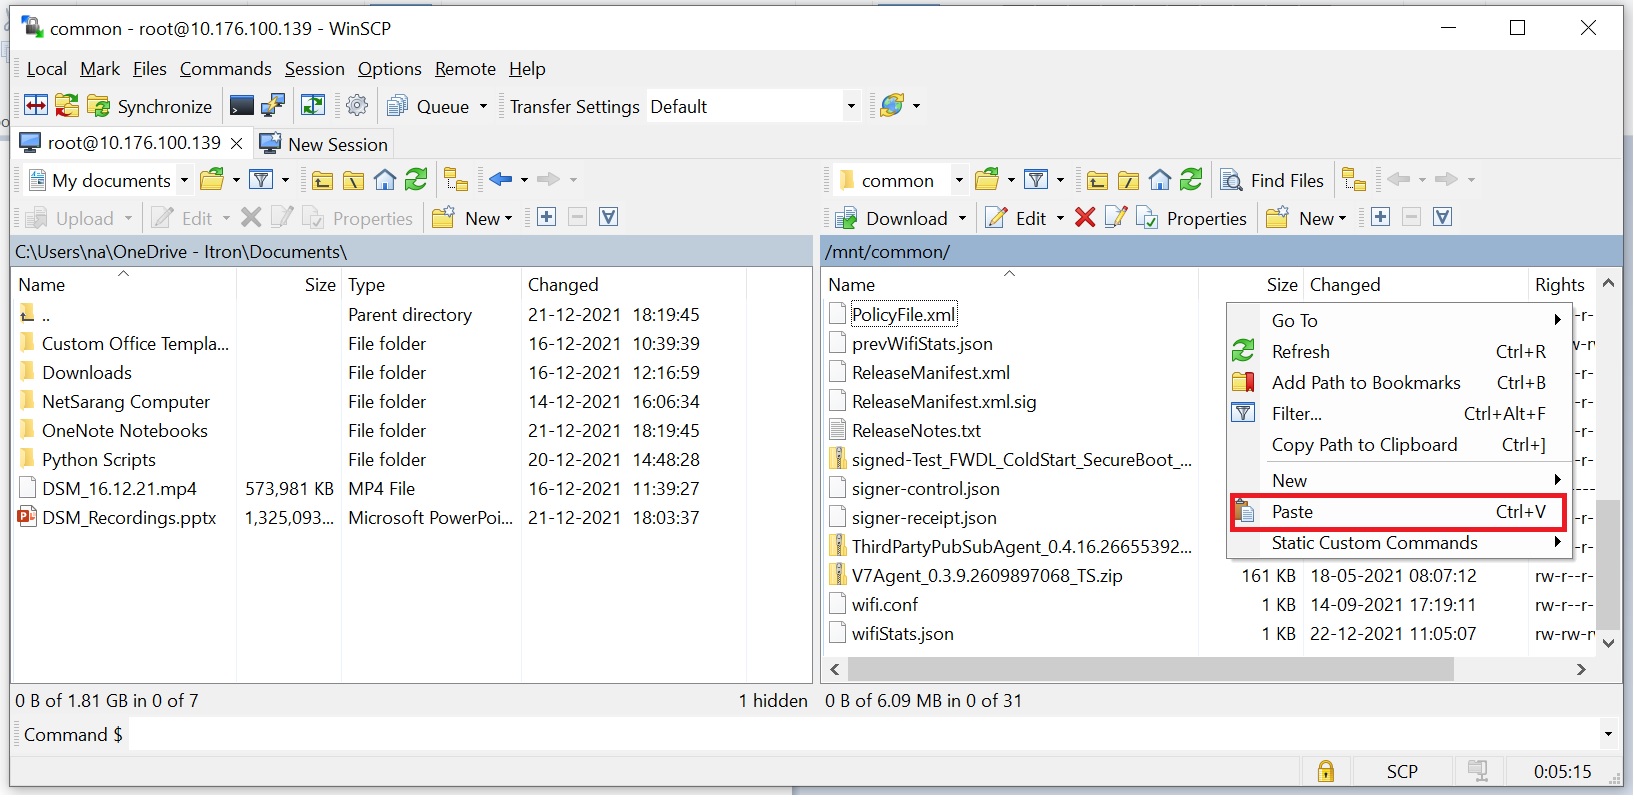 common - root@10.176.100.139 - WinSCP
Local Mark Files Commands Session Options Remote Help
Synchronize Queue Transfer Settings Default
root@10.176.100.139 New Session
My documents
Upload Edit Properties New
C:\Users\na\OneDrive - Itron\Documents\
Name Size Type Changed
.. Parent directory 21-12-2021 18:19:45
Custom Office Templa... File folder 16-12-2021 10:39:39
Downloads File folder 16-12-2021 12:16:59
NetSarang Computer File folder 14-12-2021 16:06:34
OneNote Notebooks File folder 21-12-2021 18:19:45
Python Scripts File folder 20-12-2021 14:48:28
DSM_16.12.21.mp4 573,981 KB MP4 File 16-12-2021 11:39:27
DSM_Recordings.pptx 1,325,093... Microsoft PowerPoi... 21-12-2021 18:03:37
0 B of 1.81 GB in 0 of 7 1 hidden
common Find Files
Download Edit Properties New
/mnt/common/
Name Size Changed Rights
PolicyFile.xml
prevWifiStats.json
ReleaseManifest.xml
ReleaseManifest.xml.sig
ReleaseNotes.txt
signed-Test_FWDL_ColdStart_SecureBoot_...
signer-control.json
signer-receipt.json
ThirdPartyPubSubAgent_0.4.16.26655392...
V7Agent_0.3.9.2609897068_TS.zip 161 KB 18-05-2021 08:07:12 rw-r--r-
wifi.conf 1 KB 14-09-2021 17:19:11 rw-r--r-
wifiStats.json 1 KB 22-12-2021 11:05:07 rw-rw-r
0 B of 6.09 MB in 0 of 31
Go To
Refresh Ctrl+R
Add Path to Bookmarks Ctrl+B
Filter... Ctrl+Alt+F
Copy Path to Clipboard Ctrl+]
New
Paste Ctrl+V
Static Custom Commands
Command $
SCP 0:05:15